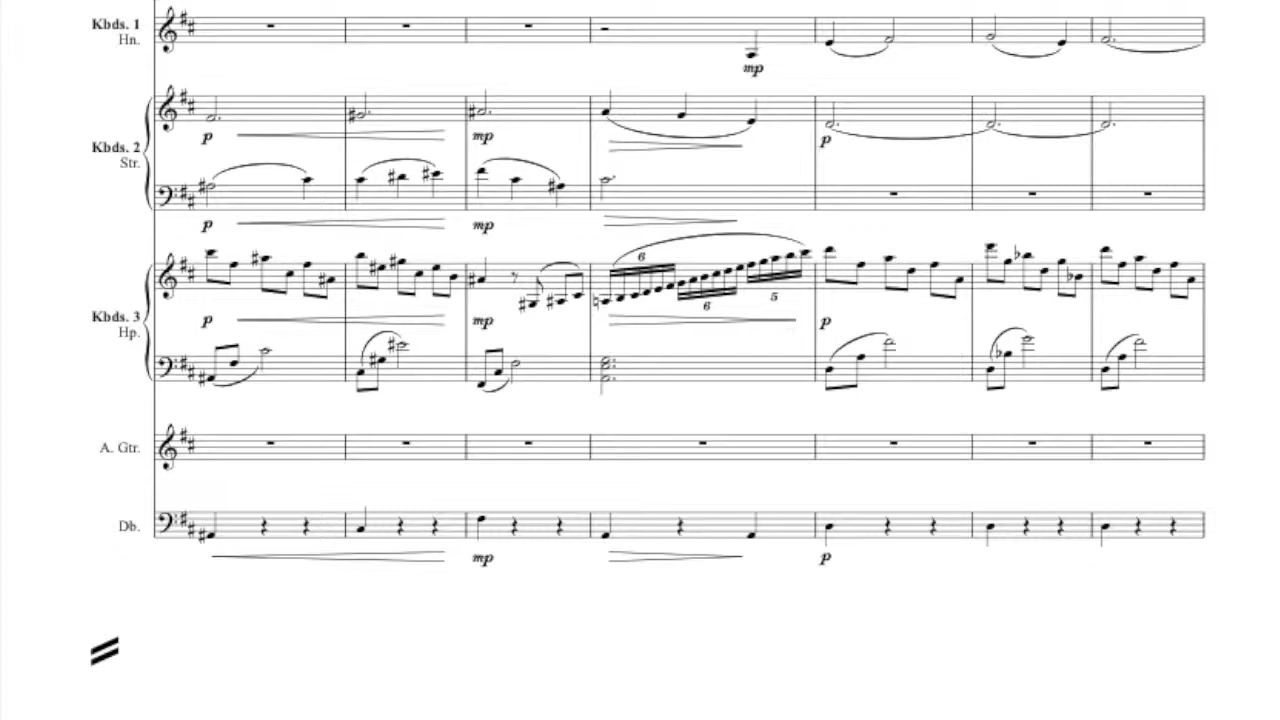 Kbds. 1
Hn.
mp
Kbds. 2
Str.
p mp p
p mp
6
6
5
Kbds. 3
Hp.
p mp p
A. Gtr.
Db.
mp p